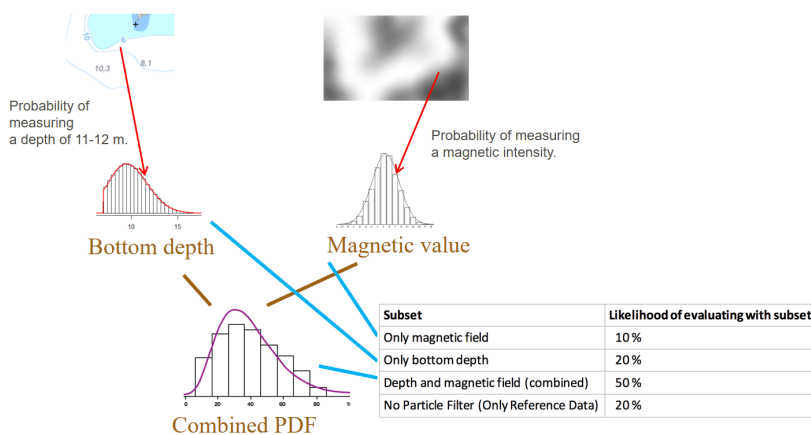 10
6
10,3
8,1
Probability of
measuring
a depth of 11-12 m.
Probability of measuring
a magnetic intensity.
10
15
Bottom depth
Magnetic value
Subset
Likelihood of evaluating with subset
Only magnetic field
10 %
Only bottom depth
20 %
Depth and magnetic field (combined)
50 %
No Particle Filter (Only Reference Data)
20 %
0
20
40
60
80
Combined PDF